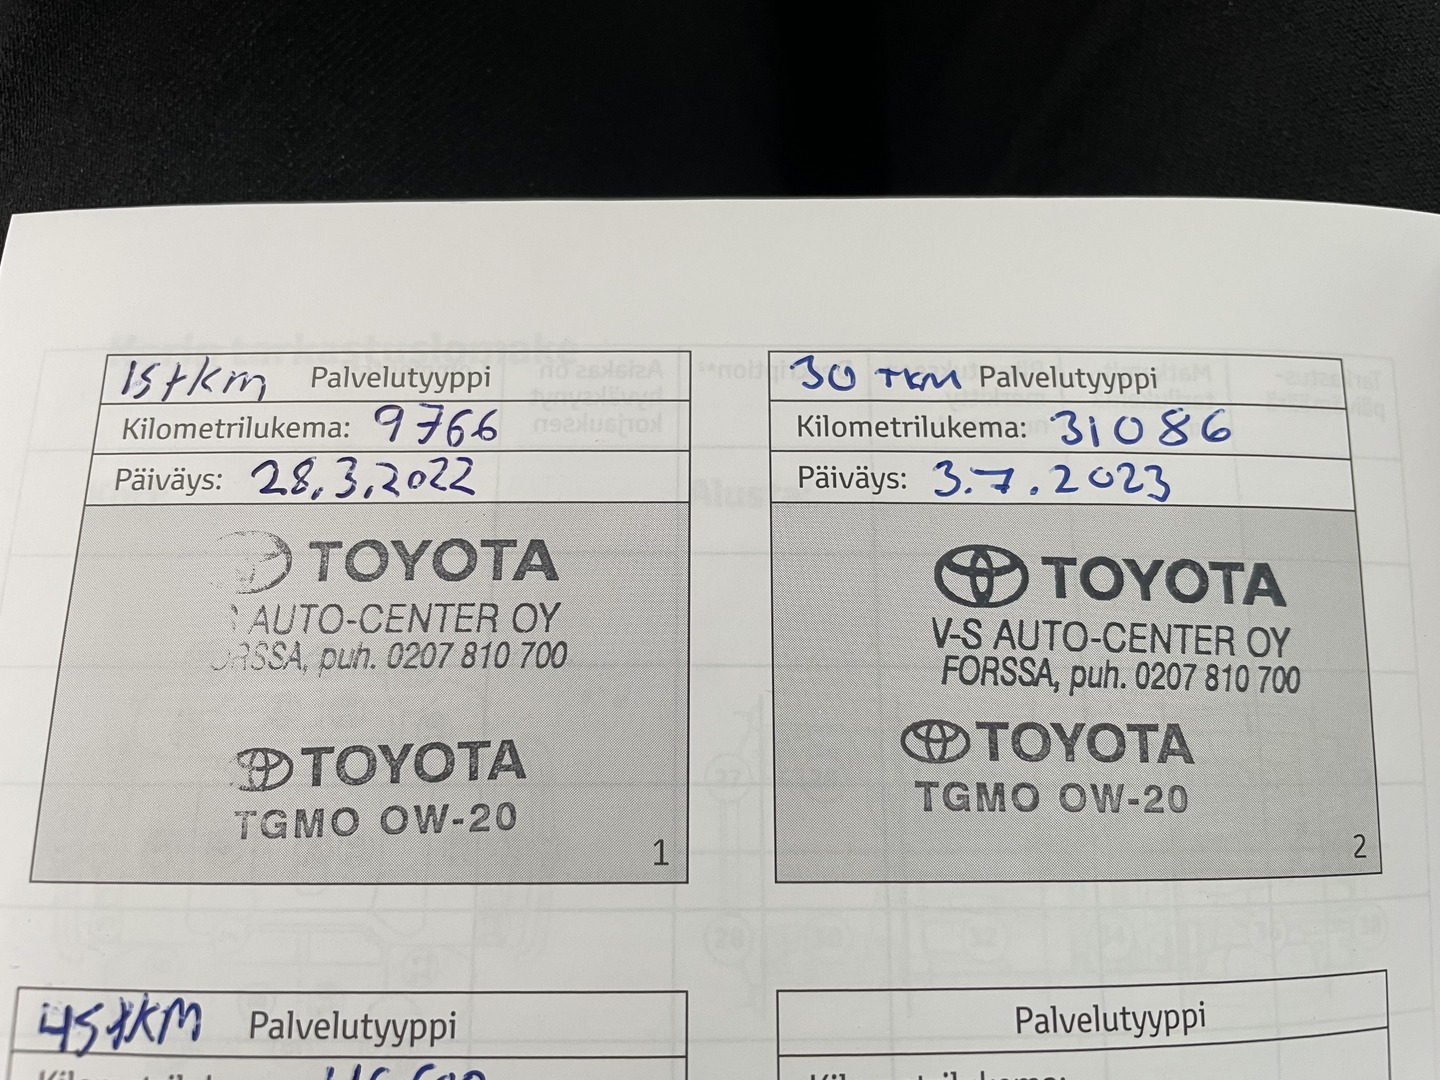 15tkm Palvelutyyppi
Kilometrilukema: 9766
Päiväys: 28.3.2022
TOYOTA
AUTO-CENTER OY
FORSSA, puh. 0207 810 700
TOYOTA
TGMO OW-20
1
30 TKM Palvelutyyppi
Kilometrilukema: 31086
Päiväys: 3.7.2023
TOYOTA
V-S AUTO-CENTER OY
FORSSA, puh. 0207 810 700
TOYOTA
TGMO OW-20
2
45tKM Palvelutyyppi
Palvelutyyppi